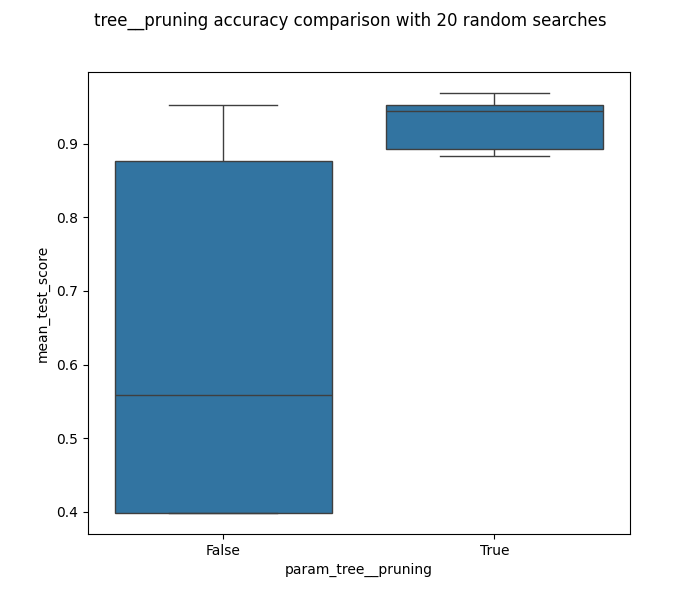 tree__pruning accuracy comparison with 20 random searches
0.9
0.8
0.7
0.6
0.5
0.4
mean_test_score
False
True
param_tree__pruning